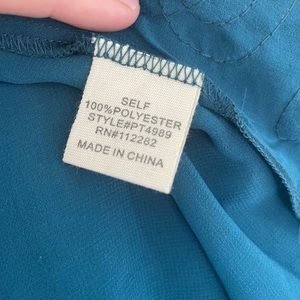 SELF
100%POLYESTER
STYLE#PT4989
RN#112282
MADE IN CHINA